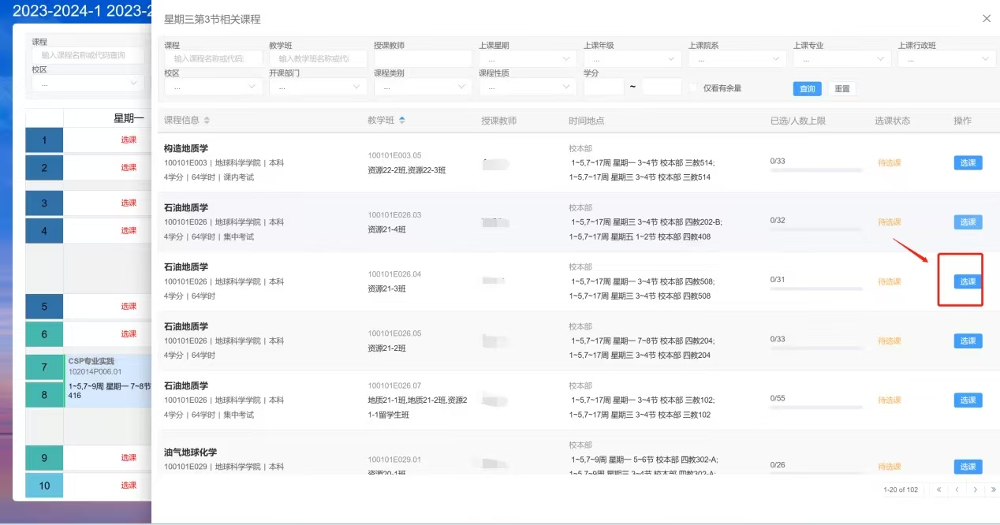 2023-2024-1 2023-2
课程
输入课程名称或代码查询
校区
...
星期一
1 选课
2 选课
3 选课
4 选课
5 选课
6 选课
7
8
CSP专业实践
102014P006.01
1~5,7~9周 星期一 7~8节
416
9 选课
10 选课
星期三第3节相关课程
课程 教学班 授课教师 上课星期 上课年级 上课院系 上课专业 上课行政班
输入课程名称或代码 输入教学班名称或代 ... ... ... ... ...
校区 开课部门 课程类别 课程性质 学分
... ... ... ... ~ 仅看有余量 查询 重置
课程信息 教学班 授课教师 时间地点 已选/人数上限 选课状态 操作
构造地质学
100101E003 | 地球科学学院 | 本科
4学分 | 64学时 | 课内考试
100101E003.05
资源22-2班,资源22-3班
校本部
1~5,7~17周 星期一 3~4节 校本部 三教514;
1~5,7~17周 星期三 3~4节 校本部 三教514
0/33
待选课
选课
石油地质学
100101E026 | 地球科学学院 | 本科
4学分 | 64学时 | 集中考试
100101E026.03
资源21-4班
校本部
1~5,7~17周 星期三 3~4节 校本部 四教202-B;
1~5,7~17周 星期五 1~2节 校本部 四教408
0/32
待选课
选课
石油地质学
100101E026 | 地球科学学院 | 本科
4学分 | 64学时
100101E026.04
资源21-3班
校本部
1~5,7~17周 星期一 3~4节 校本部 四教508;
1~5,7~17周 星期三 3~4节 校本部 四教508
0/31
待选课
选课
石油地质学
100101E026 | 地球科学学院 | 本科
4学分 | 64学时
100101E026.05
资源21-2班
校本部
1~5,7~17周 星期一 7~8节 校本部 四教204;
1~5,7~17周 星期三 3~4节 校本部 四教204
0/33
待选课
选课
石油地质学
100101E026 | 地球科学学院 | 本科
4学分 | 64学时 | 集中考试
100101E026.07
地质21-1班,地质21-2班,资源2
1-1留学生班
校本部
1~5,7~17周 星期一 3~4节 校本部 三教102;
1~5,7~17周 星期三 3~4节 校本部 三教102
0/55
待选课
选课
油气地球化学
100101E029 | 地球科学学院 | 本科
100101E029.01
资源20-1班
校本部
1~5,7~9周 星期一 5~6节 校本部 四教302-A;
1~5,7~9周 星期三 3~4节 校本部 四教302-A;
0/26
待选课
选课
1-20 of 102